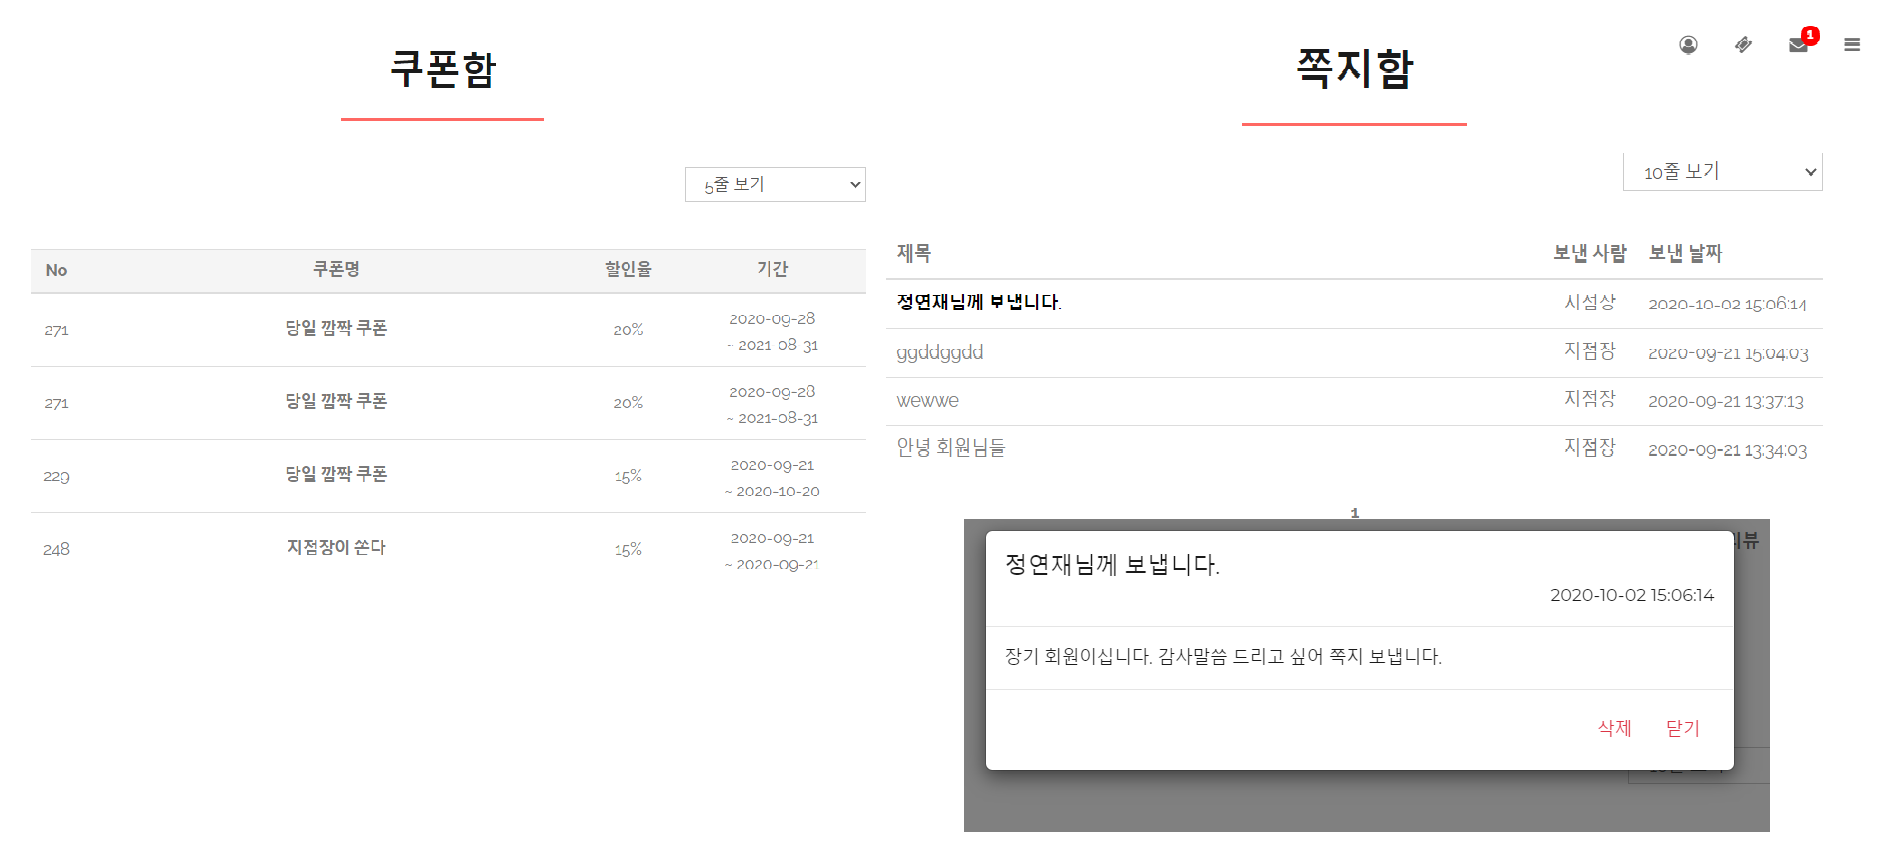 쿠폰함
5줄 보기
No 쿠폰명 할인율 기간
271 당일 깜짝 쿠폰 20% 2020-09-28
~ 2021-08-31
271 당일 깜짝 쿠폰 20% 2020-09-28
~ 2021-08-31
229 당일 깜짝 쿠폰 15% 2020-09-21
~ 2020-10-20
248 지점장이 쏜다 15% 2020-09-21
~ 2020-09-21
1
쪽지함
10줄 보기
제목 보낸 사람 보낸 날짜
정연재님께 보냅니다. 시설상 2020-10-02 15:06:14
ggddggdd 지점장 2020-09-21 15:04:03
wewwe 지점장 2020-09-21 13:37:13
안녕 회원님들 지점장 2020-09-21 13:34:03
1
정연재님께 보냅니다.
2020-10-02 15:06:14
장기 회원이십니다. 감사말씀 드리고 싶어 쪽지 보냅니다.
삭제 닫기